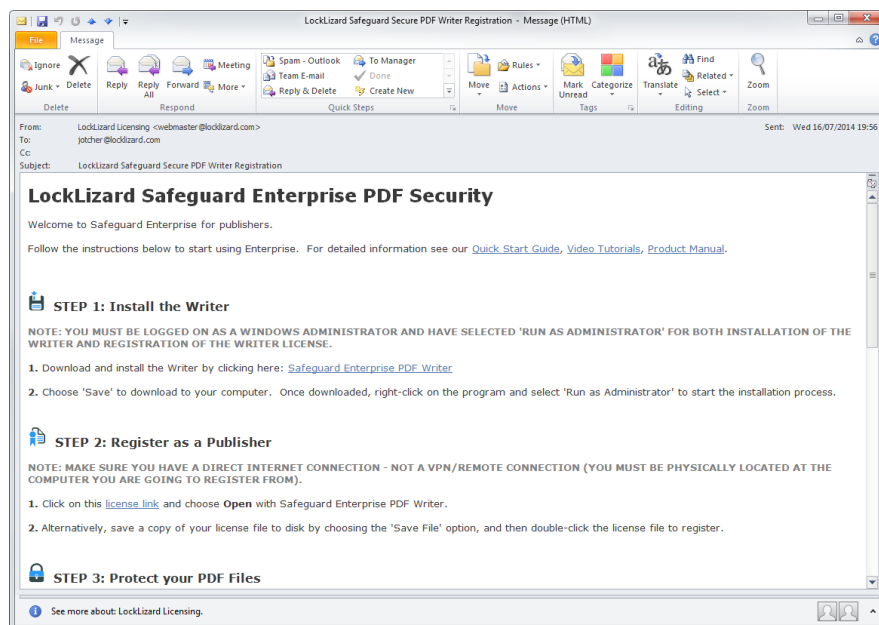 LockLizard Safeguard Secure PDF Writer Registration - Message (HTML)
File Message
Ignore Meeting Spam - Outlook To Manager Rules Find
Junk Delete Reply Reply All Forward More Team E-mail Done Move Actions Mark Unread Categorize Translate Related Zoom
Reply & Delete Create New Select
Delete Respond Quick Steps Move Tags Editing Zoom
From: LockLizard Licensing <webmaster@locklizard.com> Sent: Wed 16/07/2014 19:56
To: jotcher@locklizard.com
Cc:
Subject: LockLizard Safeguard Secure PDF Writer Registration
LockLizard Safeguard Enterprise PDF Security
Welcome to Safeguard Enterprise for publishers.
Follow the instructions below to start using Enterprise. For detailed information see our Quick Start Guide, Video Tutorials, Product Manual.
STEP 1: Install the Writer
NOTE: YOU MUST BE LOGGED ON AS A WINDOWS ADMINISTRATOR AND HAVE SELECTED 'RUN AS ADMINISTRATOR' FOR BOTH INSTALLATION OF THE
WRITER AND REGISTRATION OF THE WRITER LICENSE.
1. Download and install the Writer by clicking here: Safeguard Enterprise PDF Writer
2. Choose 'Save' to download to your computer. Once downloaded, right-click on the program and select 'Run as Administrator' to start the installation process.
STEP 2: Register as a Publisher
NOTE: MAKE SURE YOU HAVE A DIRECT INTERNET CONNECTION - NOT A VPN/REMOTE CONNECTION (YOU MUST BE PHYSICALLY LOCATED AT THE
COMPUTER YOU ARE GOING TO REGISTER FROM).
1. Click on this license link and choose Open with Safeguard Enterprise PDF Writer.
2. Alternatively, save a copy of your license file to disk by choosing the 'Save File' option, and then double-click the license file to register.
STEP 3: Protect your PDF Files
See more about: LockLizard Licensing.